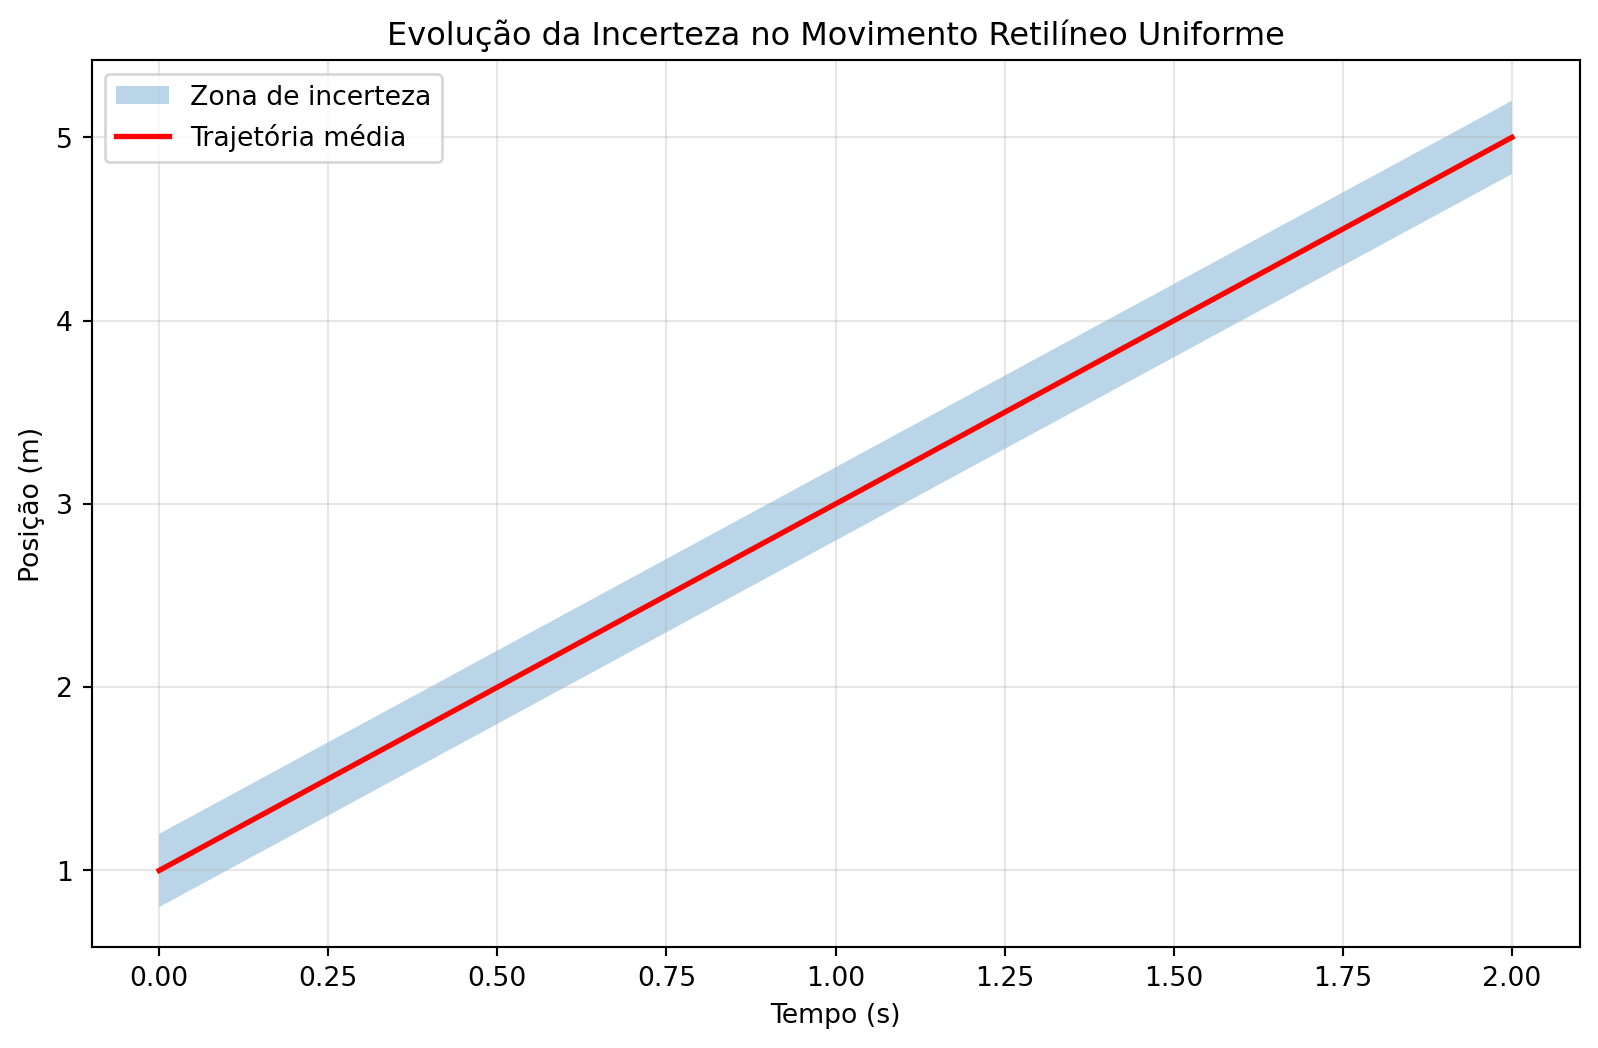 Evolução da Incerteza no Movimento Retilíneo Uniforme
Zona de incerteza
Trajetória média
5
4
3
2
1
Posição (m)
0.00 0.25 0.50 0.75 1.00 1.25 1.50 1.75 2.00
Tempo (s)